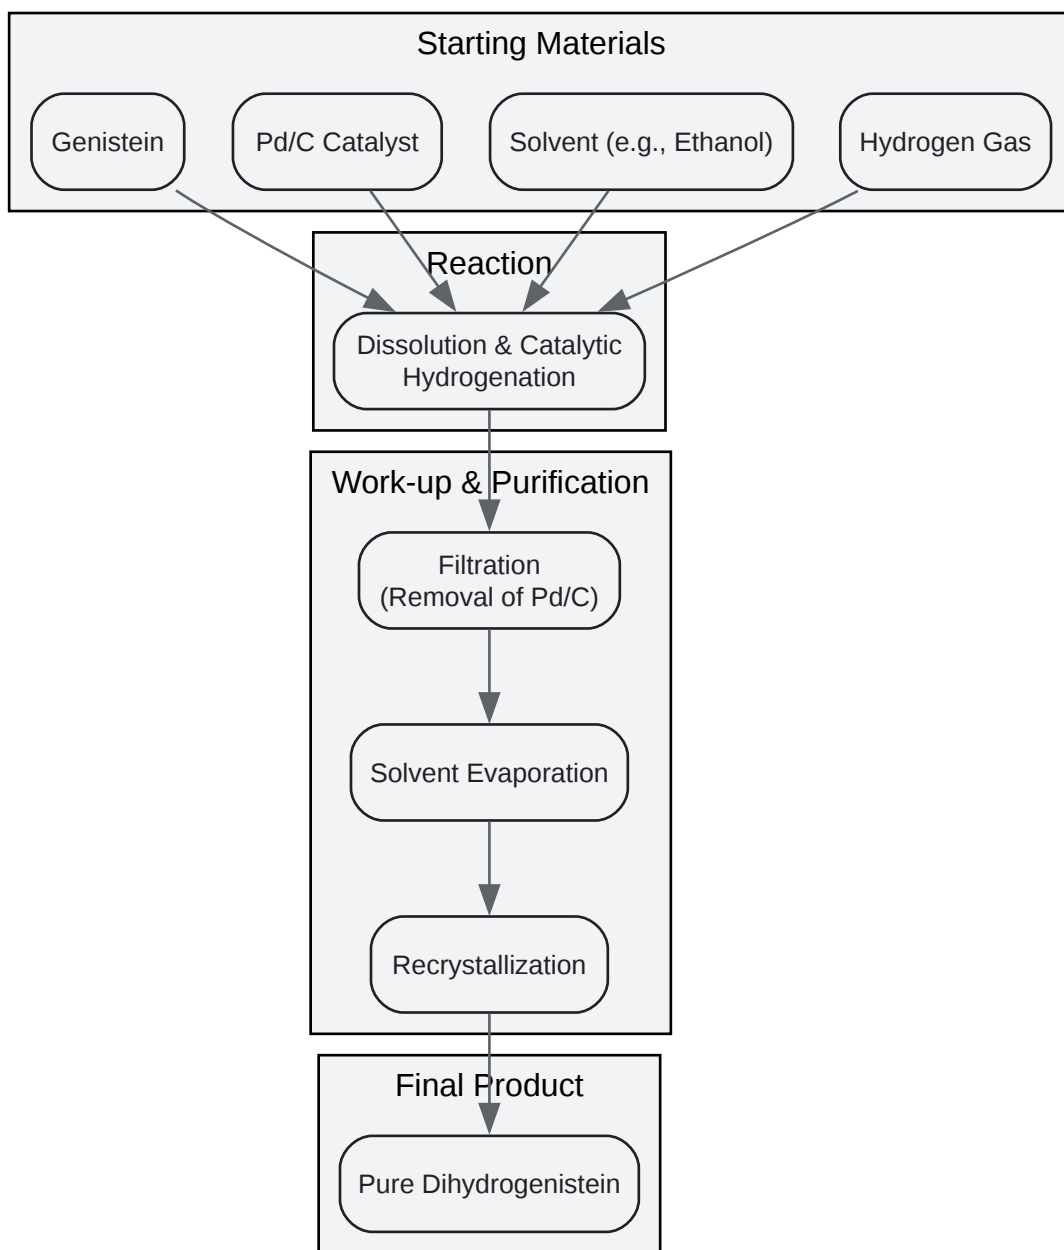 Starting Materials
Genistein
Pd/C Catalyst
Solvent (e.g., Ethanol)
Hydrogen Gas
Reaction
Dissolution & Catalytic
Hydrogenation
Work-up & Purification
Filtration
(Removal of Pd/C)
Solvent Evaporation
Recrystallization
Final Product
Pure Dihydrogenistein